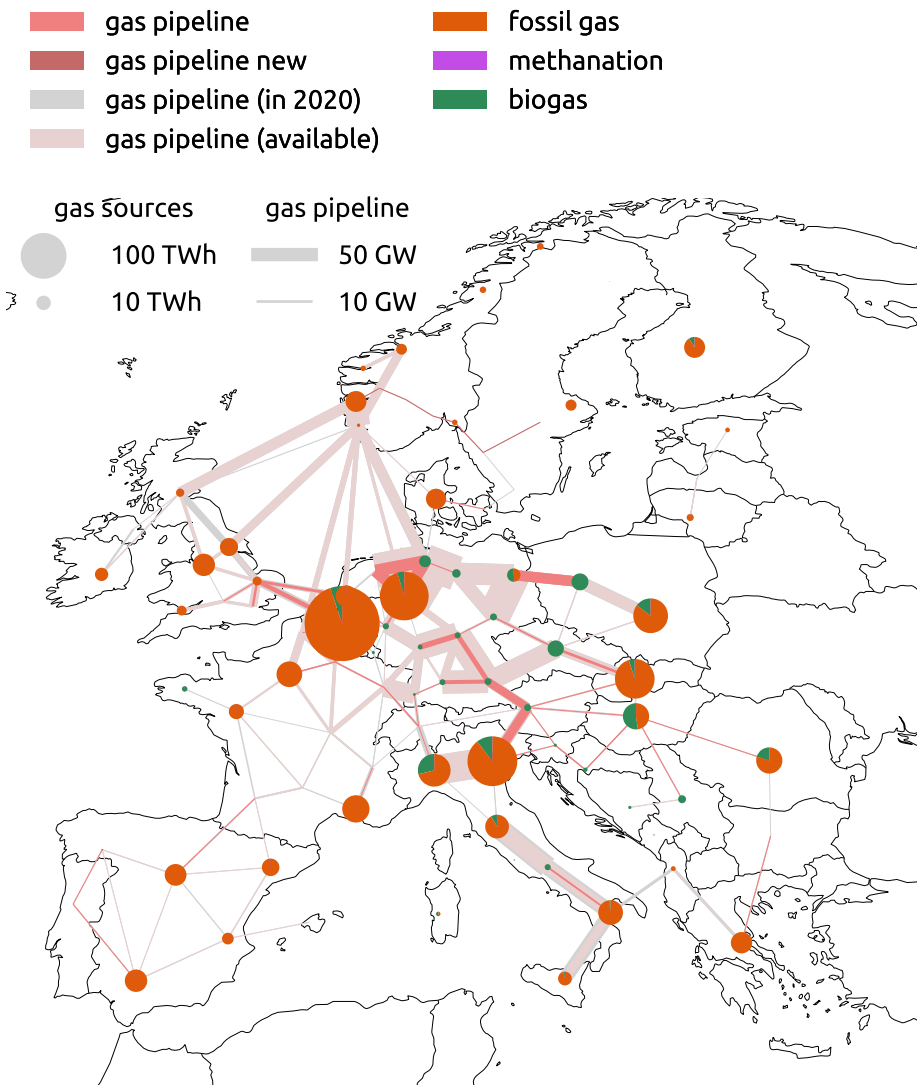 gas pipeline
gas pipeline new
gas pipeline (in 2020)
gas pipeline (available)
fossil gas
methanation
biogas
gas sources
100 TWh
10 TWh
gas pipeline
50 GW
10 GW